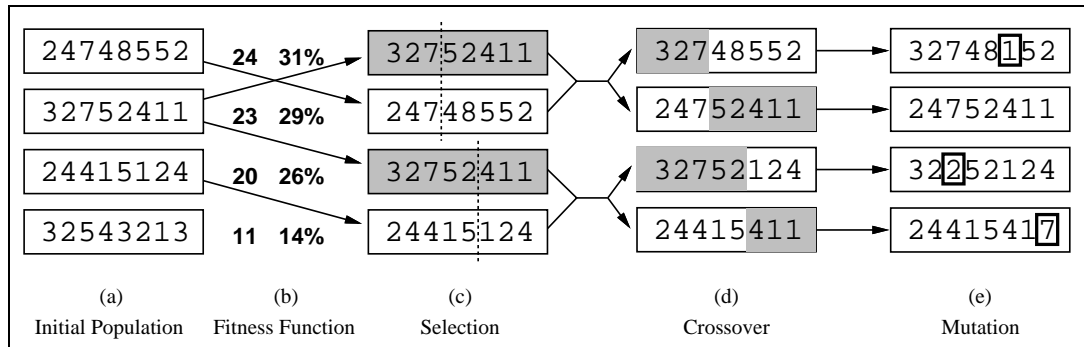 24748552 24 31% 32752411 32748552 32748152
32752411 23 29% 24748552 24752411 24752411
24415124 20 26% 32752411 32752124 32252124
32543213 11 14% 24415124 24415411 24415417
(a) (b) (c) (d) (e)
Initial Population Fitness Function Selection Crossover Mutation